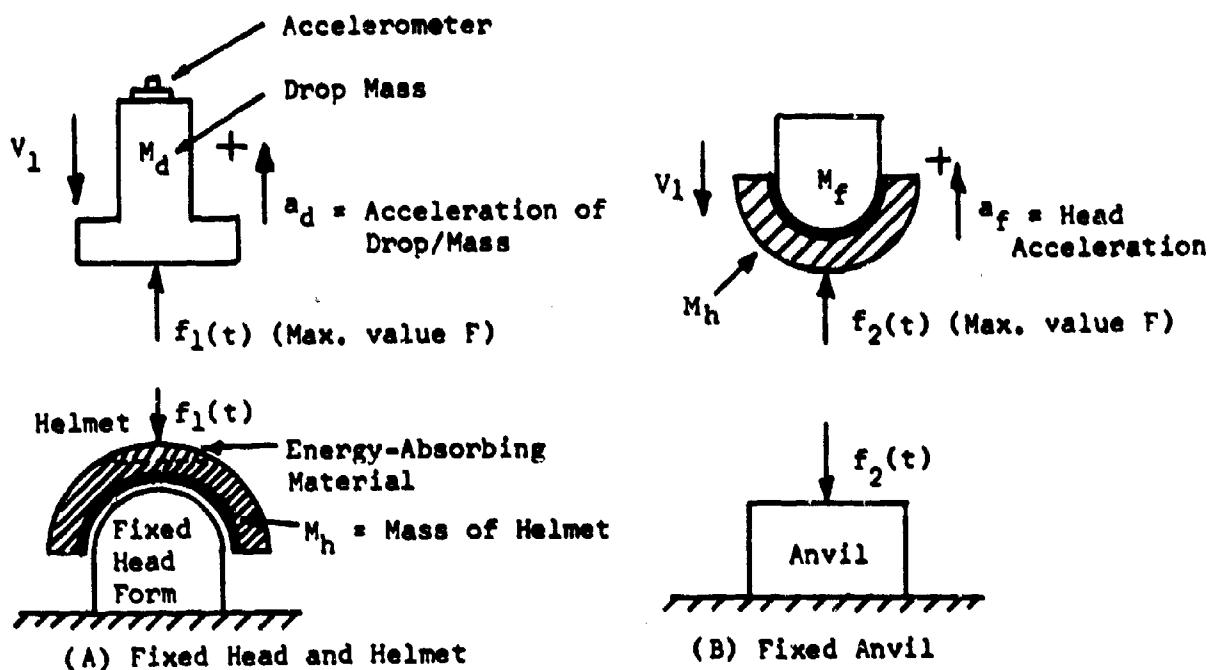 Accelerometer
Drop Mass
V1
Md
+
ad = Acceleration of
Drop/Mass
f1(t) (Max. value F)
Helmet
f1(t)
Energy-Absorbing
Material
Mh = Mass of Helmet
Fixed
Head
Form
(A) Fixed Head and Helmet
V1
Mf
+
af = Head
Acceleration
Mh
f2(t) (Max. value F)
f2(t)
Anvil
(B) Fixed Anvil